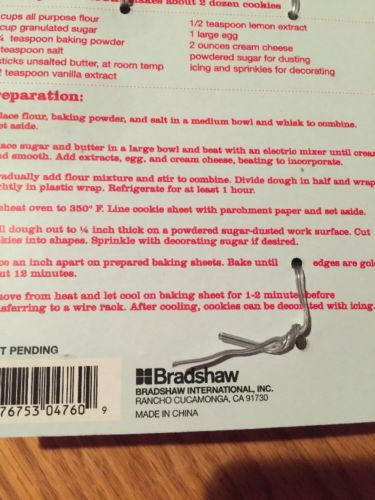 makes about 2 dozen cookies
cups all purpose flour
cup granulated sugar
teaspoon baking powder
teaspoon salt
sticks unsalted butter, at room temp
2 teaspoon vanilla extract
1/2 teaspoon lemon extract
1 large egg
2 ounces cream cheese
powdered sugar for dusting
icing and sprinkles for decorating
reparation:
lace flour, baking powder, and salt in a medium bowl and whisk to combine.
et aside.
ace sugar and butter in a large bowl and beat with an electric mixer until crea
and smooth. Add extracts, egg, and cream cheese, beating to incorporate.
radually add flour mixture and stir to combine. Divide dough in half and wrap
ghtly in plastic wrap. Refrigerate for at least 1 hour.
eheat oven to 350° F. Line cookie sheet with parchment paper and set aside.
ll dough out to ¼ inch thick on a powdered sugar-dusted work surface. Cut
okies into shapes. Sprinkle with decorating sugar if desired.
ce an inch apart on prepared baking sheets. Bake until edges are gold
out 12 minutes.
move from heat and let cool on baking sheet for 1-2 minutes before
nsferring to a wire rack. After cooling, cookies can be decorated with icing.
T PENDING
76753 04760 9
Bradshaw
BRADSHAW INTERNATIONAL, INC.
RANCHO CUCAMONGA, CA 91730
MADE IN CHINA